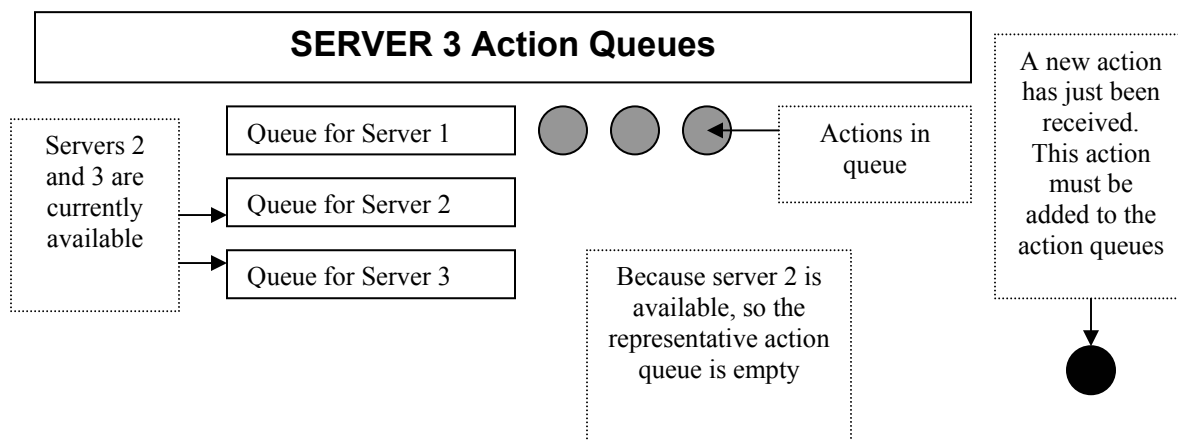 SERVER 3 Action Queues
Servers 2
and 3 are
currently
available
Queue for Server 1
Queue for Server 2
Queue for Server 3
Actions in
queue
Because server 2 is
available, so the
representative action
queue is empty
A new action
has just been
received.
This action
must be
added to the
action queues